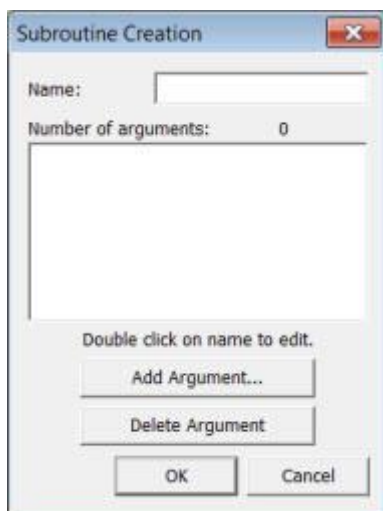 Subroutine Creation
Name:
Number of arguments: 0
Double click on name to edit.
Add Argument...
Delete Argument
OK Cancel